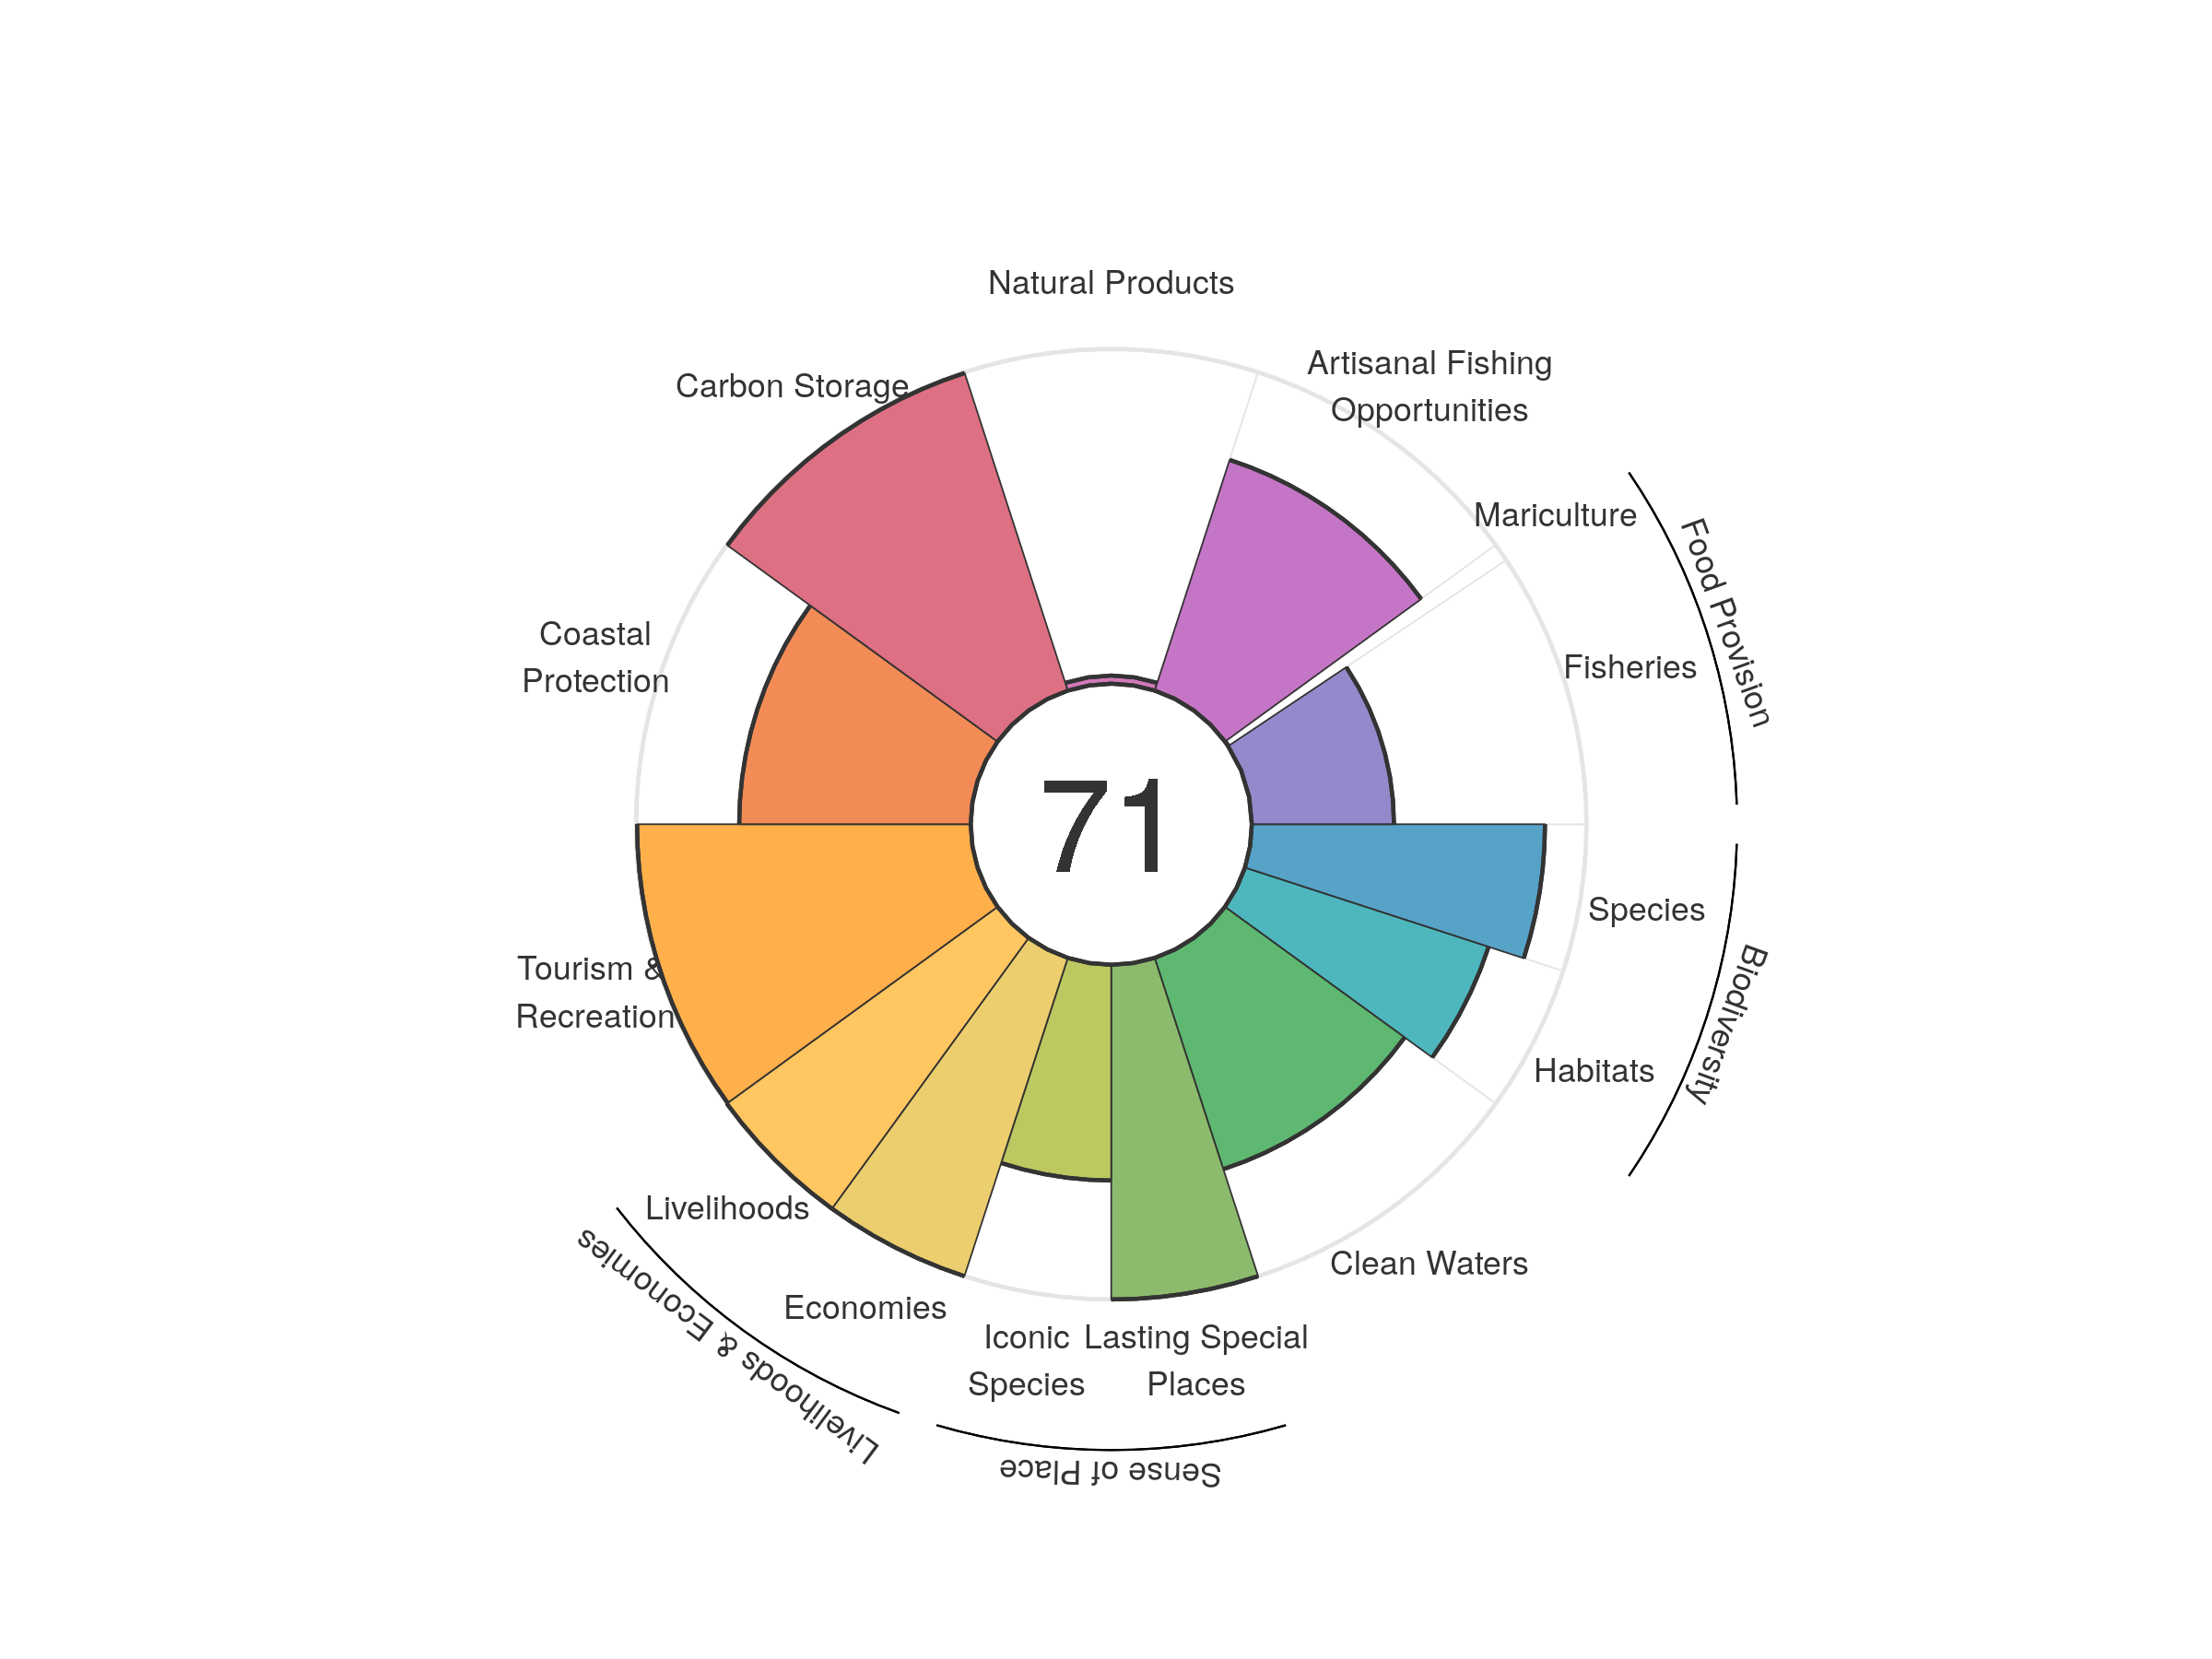 Natural Products
Artisanal Fishing
Opportunities
Carbon Storage
Mariculture
Food Provision
Coastal
Protection
Fisheries
71
Species
Biodiversity
Tourism &
Recreation
Habitats
Livelihoods
Clean Waters
Livelihoods & Economies
Economies
Iconic
Species
Lasting Special
Places
Sense of Place